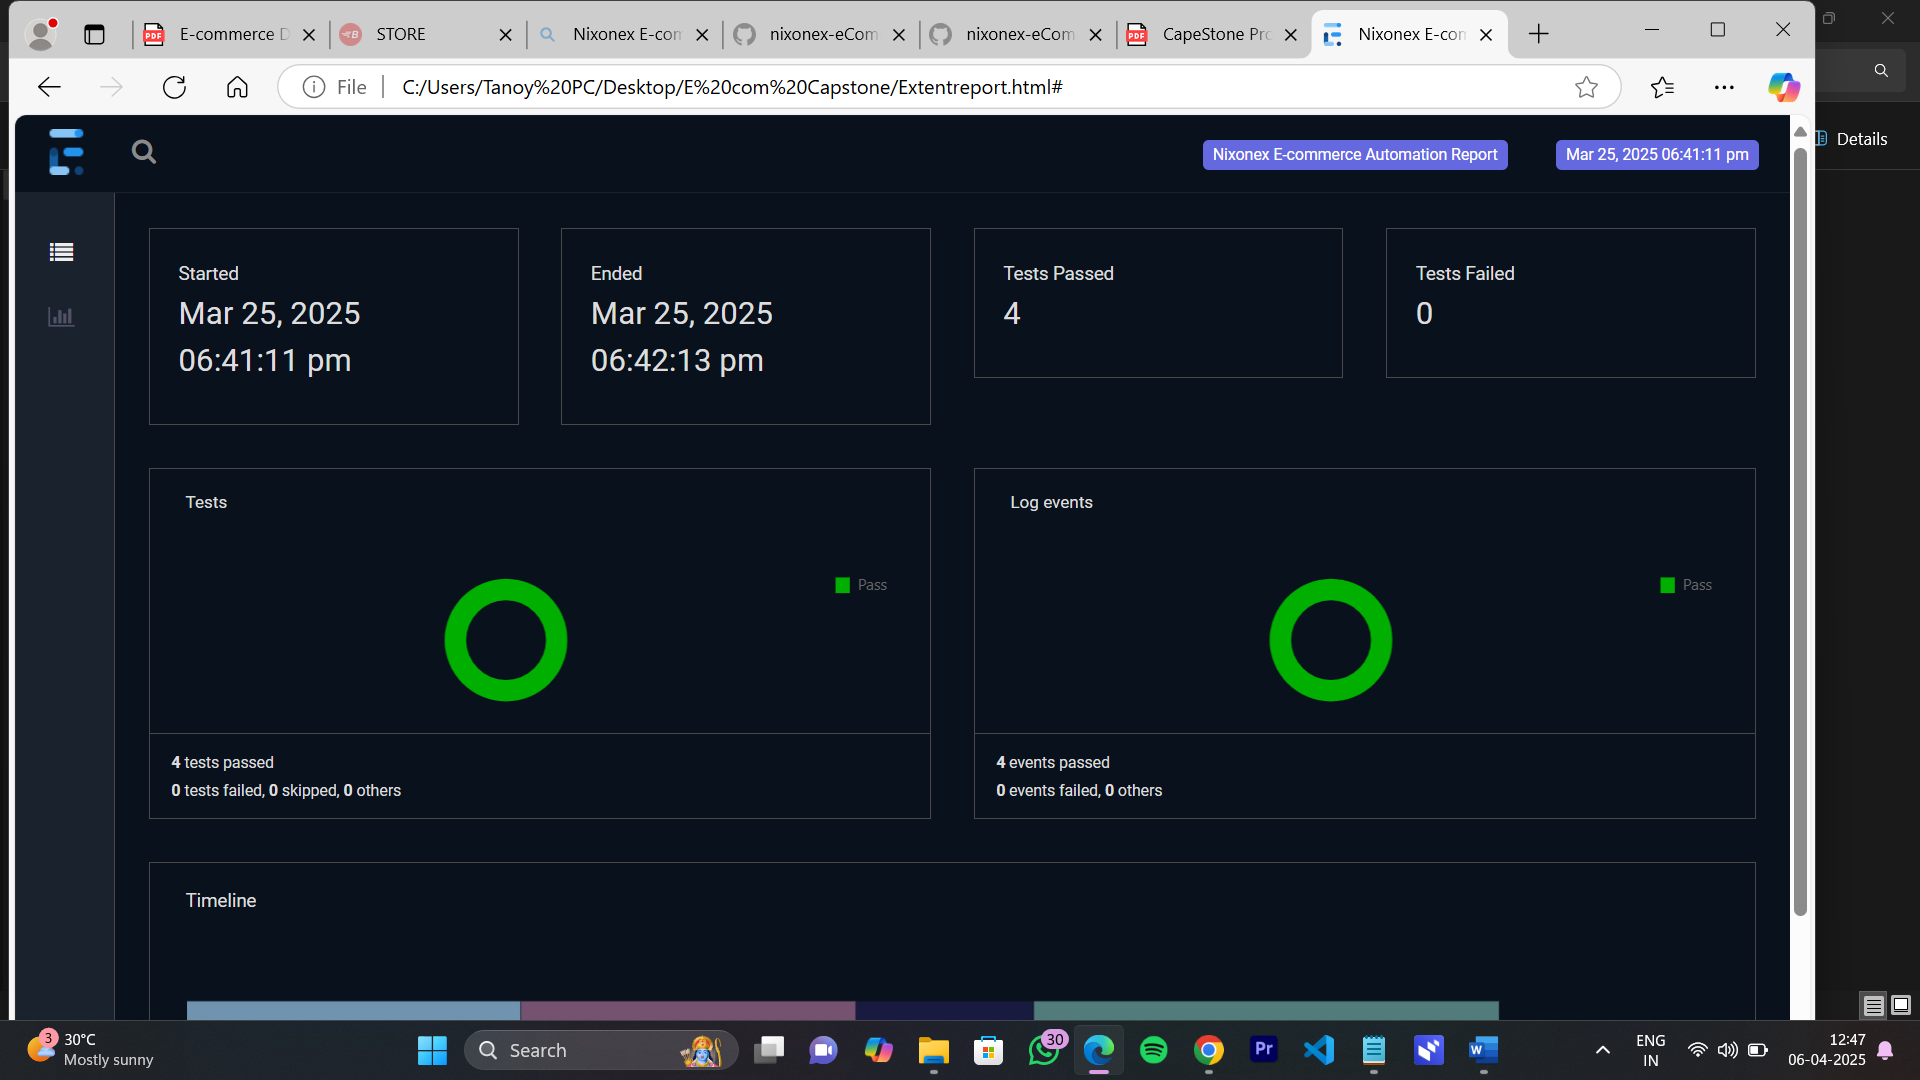 E-commerce D
STORE
Nixonex E-con
nixonex-eCom
nixonex-eCom
CapeStone Pro
Nixonex E-con
File
C:/Users/Tanoy%20PC/Desktop/E%20com%20Capstone/Extentreport.html#
Details
Nixonex E-commerce Automation Report
Mar 25, 2025 06:41:11 pm
Started
Mar 25, 2025
06:41:11 pm
Ended
Mar 25, 2025
06:42:13 pm
Tests Passed
4
Tests Failed
0
Tests
Pass
4 tests passed
0 tests failed, 0 skipped, 0 others
Log events
Pass
4 events passed
0 events failed, 0 others
Timeline
3
30°C
Mostly sunny
Search
30
Pr
ENG
IN
12:47
06-04-2025